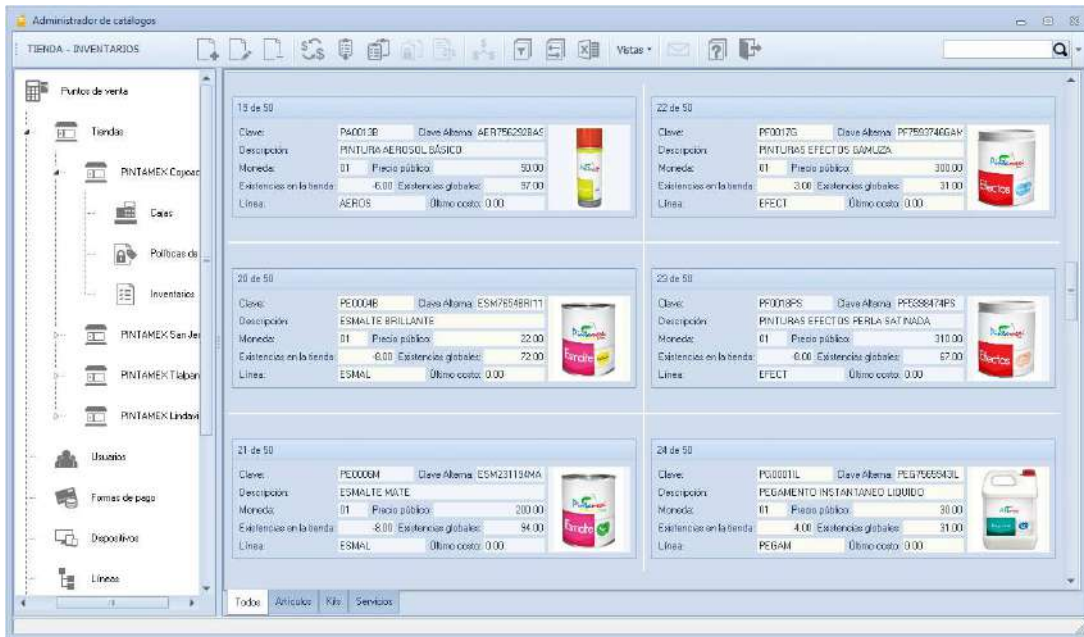 Administrador de catálogos
TIENDA - INVENTARIOS
Vistas
Puntos de venta
Tiendas
PINTAMEX Coyoac
Cajas
Políticas de
Inventarios
PINTAMEX San Jer
PINTAMEX Tlalpan
PINTAMEX Lindavi
Usuarios
Formas de pago
Dispositivos
Líneas
19 de 50
Clave: PA0013B Clave Alterna: AER756292BAS
Descripción: PINTURA AEROSOL BÁSICO
Moneda: 01 Precio público: 50.00
Existencias en la tienda: -6.00 Existencias globales: 97.00
Línea: AEROS Último costo: 0.00
20 de 50
Clave: PE0004B Clave Alterna: ESM7654BRI11
Descripción: ESMALTE BRILLANTE
Moneda: 01 Precio público: 22.00
Existencias en la tienda: -8.00 Existencias globales: 72.00
Línea: ESMAL Último costo: 0.00
Esmalte
21 de 50
Clave: PE0006M Clave Alterna: ESM231194MA
Descripción: ESMALTE MATE
Moneda: 01 Precio público: 200.00
Existencias en la tienda: -8.00 Existencias globales: 94.00
Línea: ESMAL Último costo: 0.00
Esmalte
22 de 50
Clave: PF0017G Clave Alterna: PF7593746GAM
Descripción: PINTURAS EFECTOS GAMUZA
Moneda: 01 Precio público: 300.00
Existencias en la tienda: 3.00 Existencias globales: 31.00
Línea: EFECT Último costo: 0.00
Efectos
23 de 50
Clave: PF0018PS Clave Alterna: PF5398474PS
Descripción: PINTURAS EFECTOS PERLA SATINADA
Moneda: 01 Precio público: 310.00
Existencias en la tienda: -8.00 Existencias globales: 67.00
Línea: EFECT Último costo: 0.00
Efectos
24 de 50
Clave: PG0001IL Clave Alterna: PEG7565943IL
Descripción: PEGAMENTO INSTANTANEO LIQUIDO
Moneda: 01 Precio público: 30.00
Existencias en la tienda: 4.00 Existencias globales: 31.00
Línea: PEGAM Último costo: 0.00
Todos Artículos Kits Servicios